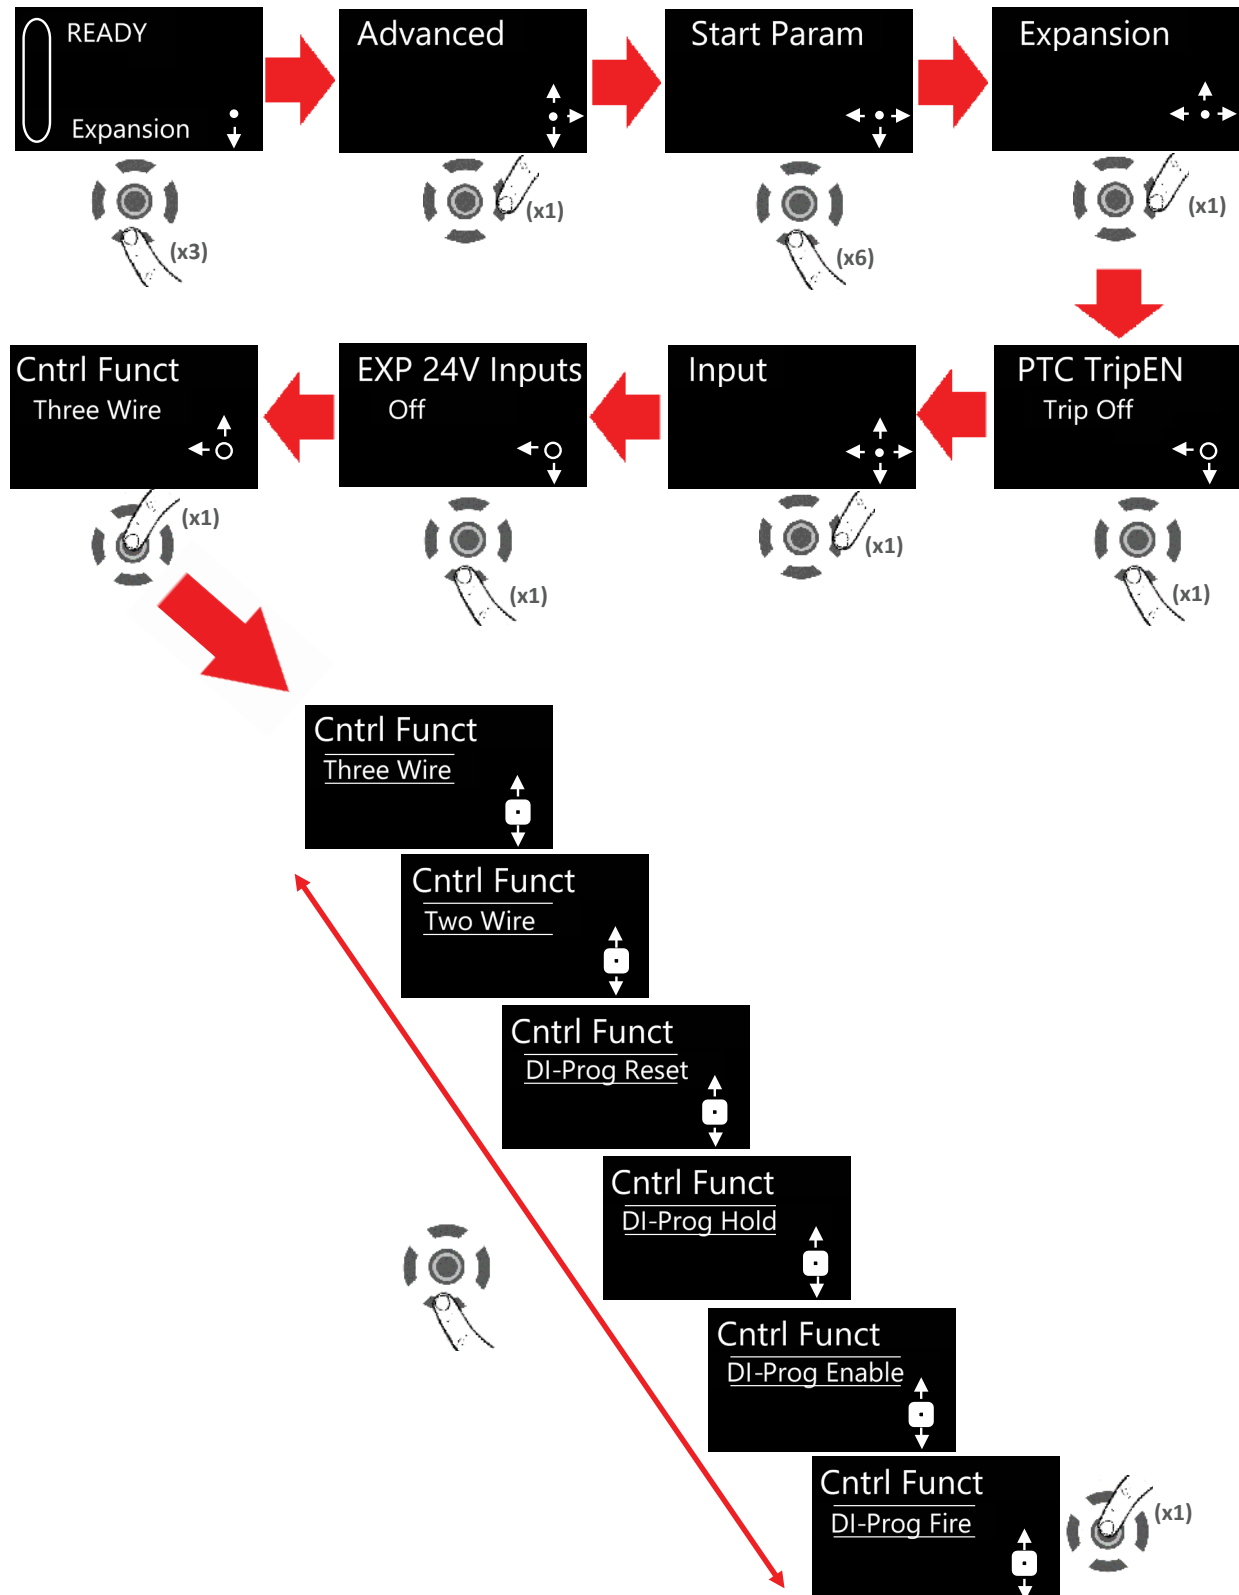 READY
Expansion
(x3)
Advanced
(x1)
Start Param
(x6)
Expansion
(x1)
Cntrl Funct
Three Wire
(x1)
EXP 24V Inputs
Off
(x1)
Input
(x1)
PTC TripEN
Trip Off
(x1)
Cntrl Funct
Three Wire
Cntrl Funct
Two Wire
Cntrl Funct
DI-Prog Reset
Cntrl Funct
DI-Prog Hold
Cntrl Funct
DI-Prog Enable
Cntrl Funct
DI-Prog Fire
(x1)